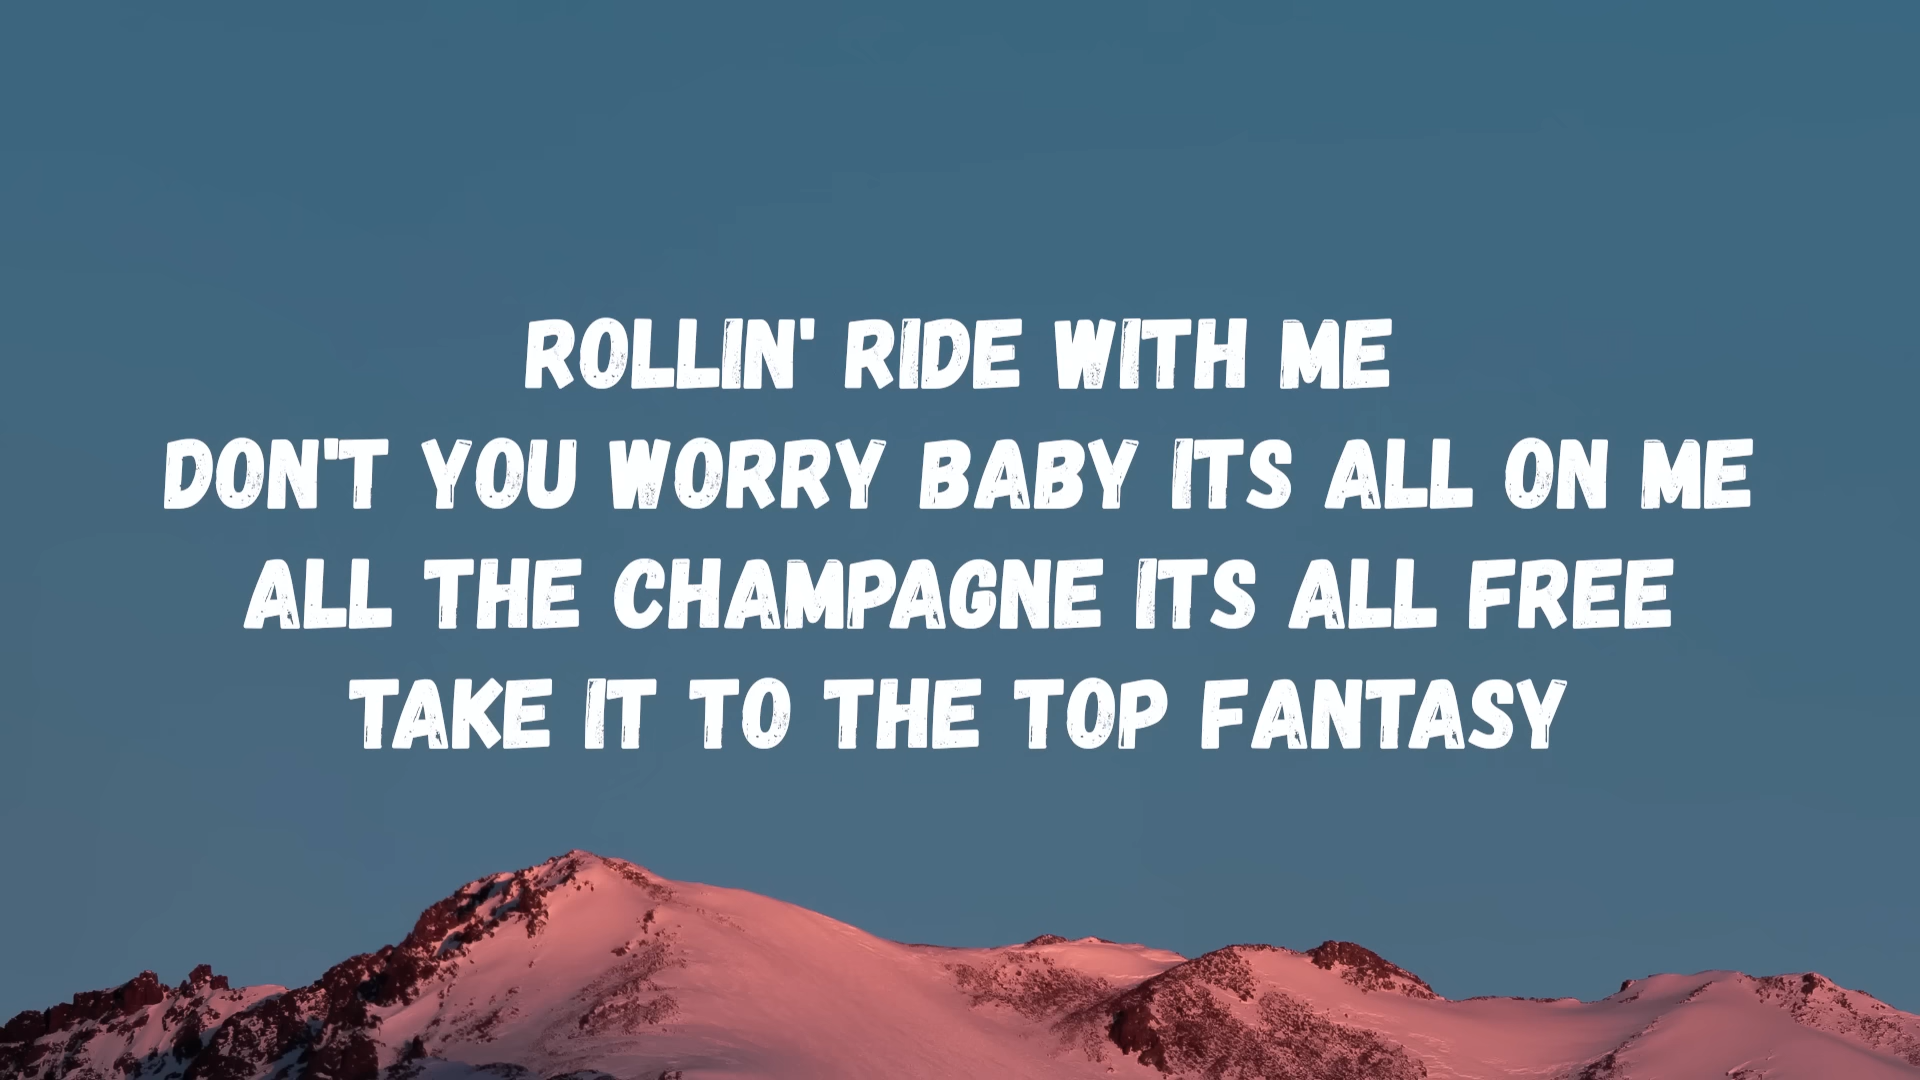 ROLLIN' RIDE WITH ME
DON'T YOU WORRY BABY ITS ALL ON ME
ALL THE CHAMPAGNE ITS ALL FREE
TAKE IT TO THE TOP FANTASY